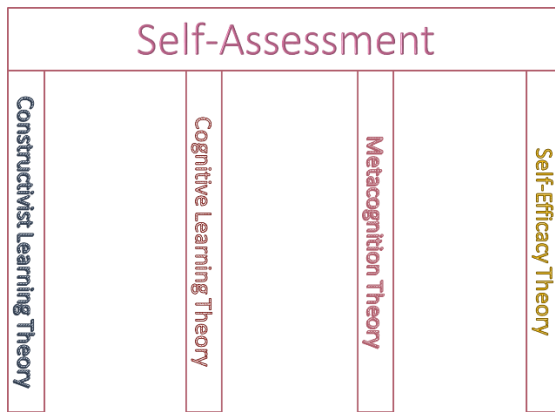 Self-Assessment
Constructivist Learning Theory
Cognitive Learning Theory
Metacognition Theory
Self-Efficacy Theory